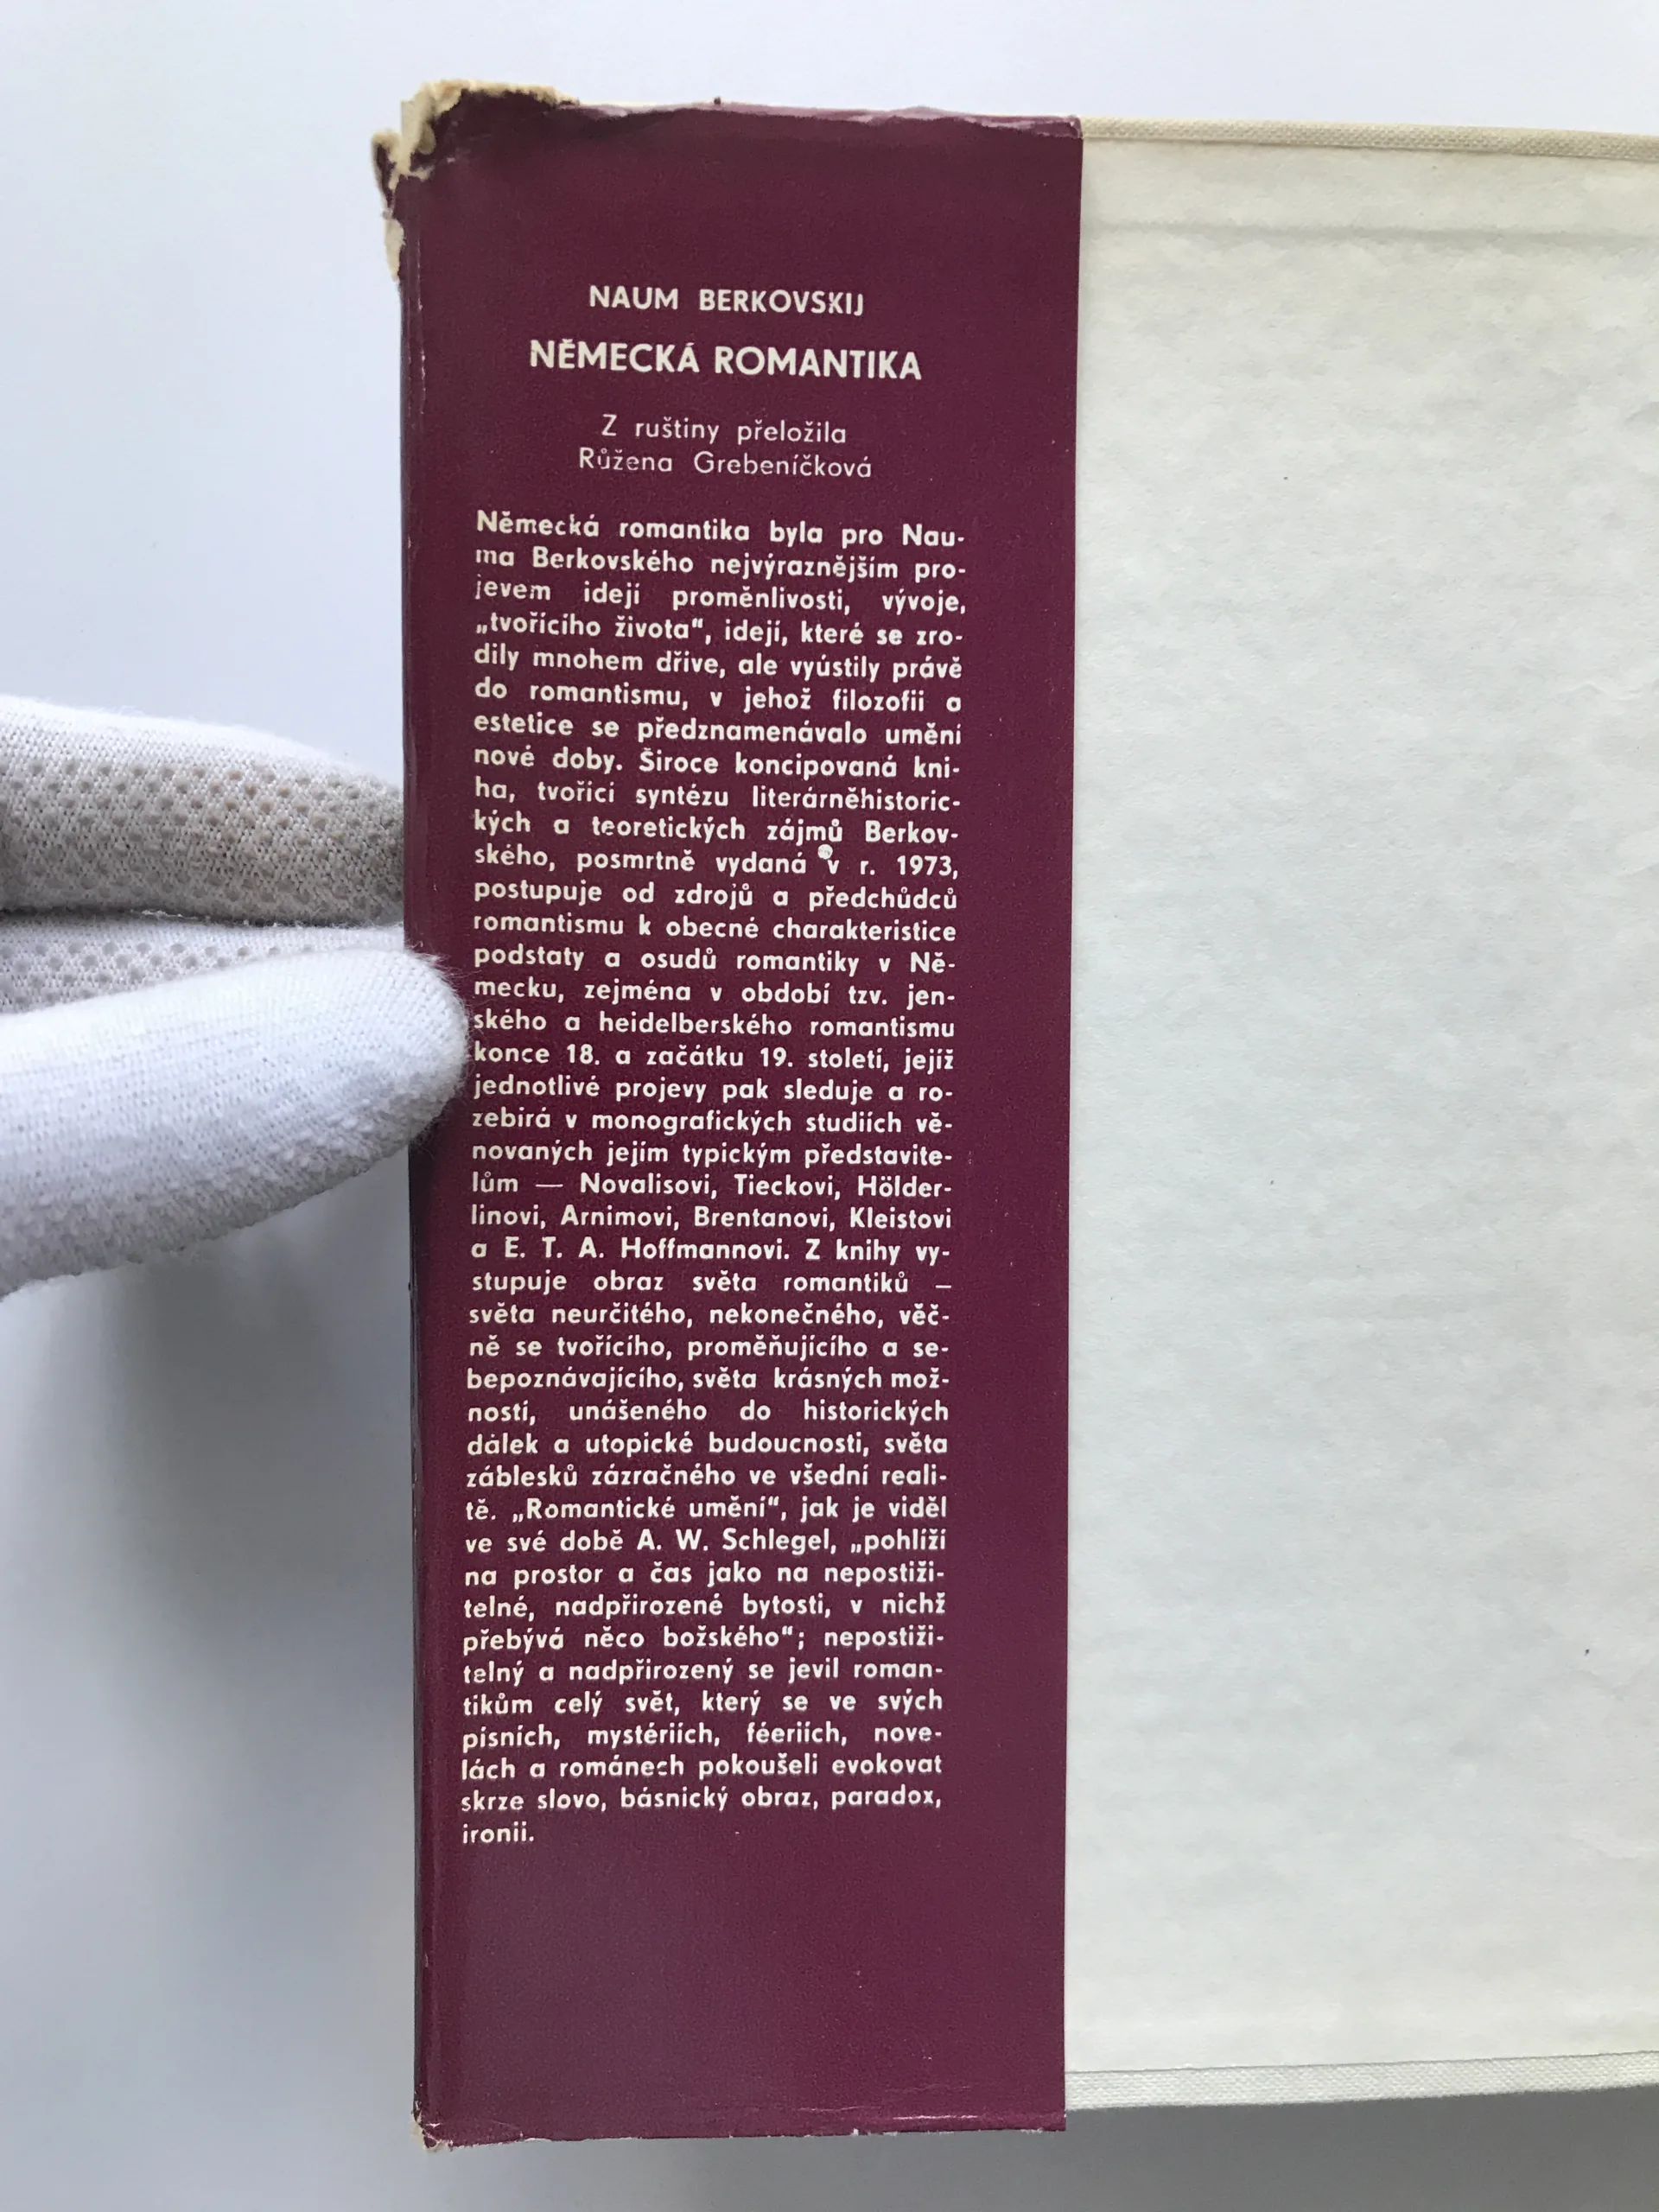 NAUM BERKOVSKIJ
NĚMECKÁ ROMANTIKA
Z ruštiny přeložila
Růžena Grebeníčková
Německá romantika byla pro Nau-
ma Berkovského nejvýraznějším pro-
jevem idejí proměnlivosti, vývoje,
„tvořícího života“, idejí, které se zro-
dily mnohem dříve, ale vyústily právě
do romantismu, v jehož filozofii a
estetice se předznamenávalo umění
nové doby. Široce koncipovaná kni-
ha, tvořící syntézu literárněhistoric-
kých a teoretických zájmů Berkov-
ského, posmrtně vydaná v r. 1973,
postupuje od zdrojů a předchůdců
romantismu k obecné charakteristice
podstaty a osudů romantiky v Ně-
mecku, zejména v období tzv. jen-
ského a heidelberského romantismu
konce 18. a začátku 19. století, jejíž
jednotlivé projevy pak sleduje a ro-
zebírá v monografických studiích vě-
novaných jejím typickým představite-
lům — Novalisovi, Tieckovi, Hölder-
linovi, Arnimovi, Brentanovi, Kleistovi
a E. T. A. Hoffmannovi. Z knihy vy-
stupuje obraz světa romantiků —
světa neurčitého, nekonečného, věč-
ně se tvořícího, proměňujícího a se-
bepoznávajícího, světa krásných mož-
ností, unášeného do historických
dálek a utopické budoucnosti, světa
záblesků zázračného ve všední reali-
tě. „Romantické umění“, jak je viděl
ve své době A. W. Schlegel, „pohlíží
na prostor a čas jako na nepostiži-
telné, nadpřirozené bytosti, v nichž
přebývá něco božského“; nepostiži-
telný a nadpřirozený se jevil roman-
tikům celý svět, který se ve svých
písních, mystériích, féeriích, nove-
lách a románech pokoušeli evokovat
skrze slovo, básnický obraz, paradox,
ironii.